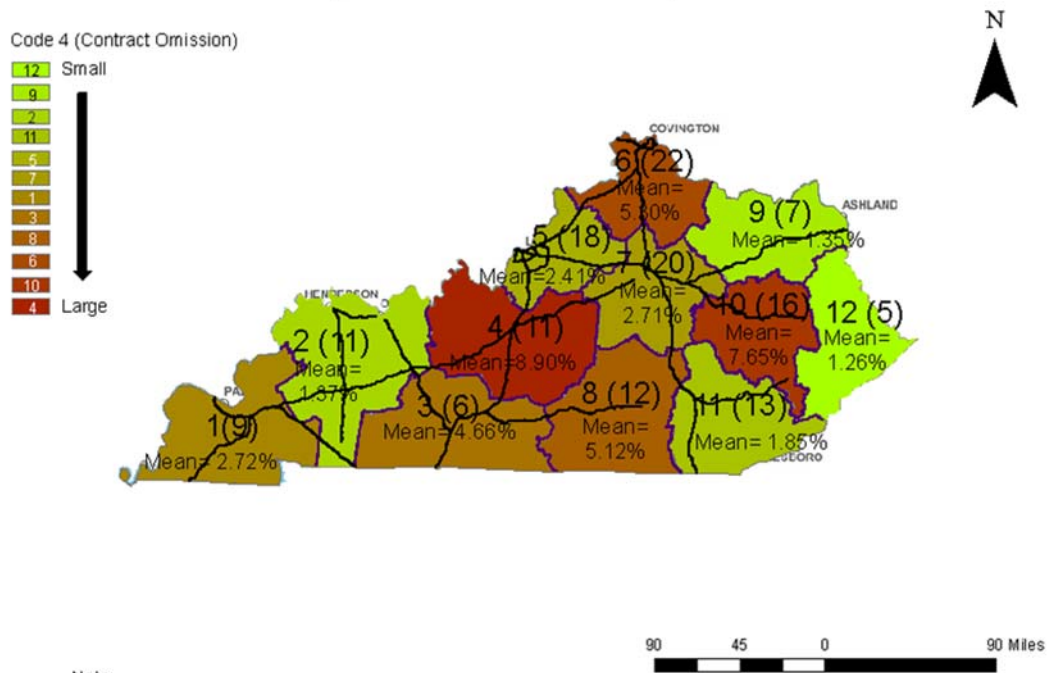 N
Code 4 (Contract Omission)
12 Small
9
2
11
5
7
1
3
8
6
10
4 Large
COVINGTON
6 (22)
Mean=
5.30%
ASHLAND
9 (7)
Mean= 1.35%
5 (18)
Mean=2.41%
7 (20)
Mean=
2.71%
10 (16)
Mean=
7.65%
12 (5)
Mean=
1.26%
HENDERSON
2 (11)
Mean=
1.37%
4 (11)
Mean=8.90%
3 (6)
Mean= 4.66%
8 (12)
Mean=
5.12%
11 (13)
Mean= 1.85%
1(9)
Mean= 2.72%
90 45 0 90 Miles